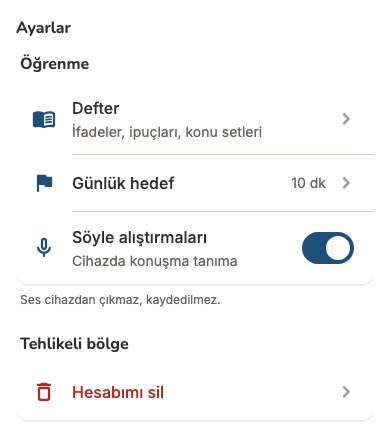 Ayarlar
Öğrenme
Defter
İfadeler, ipuçları, konu setleri
Günlük hedef 10 dk
Söyle alıştırmaları
Cihazda konuşma tanıma
Ses cihazdan çıkmaz, kaydedilmez.
Tehlikeli bölge
Hesabımı sil